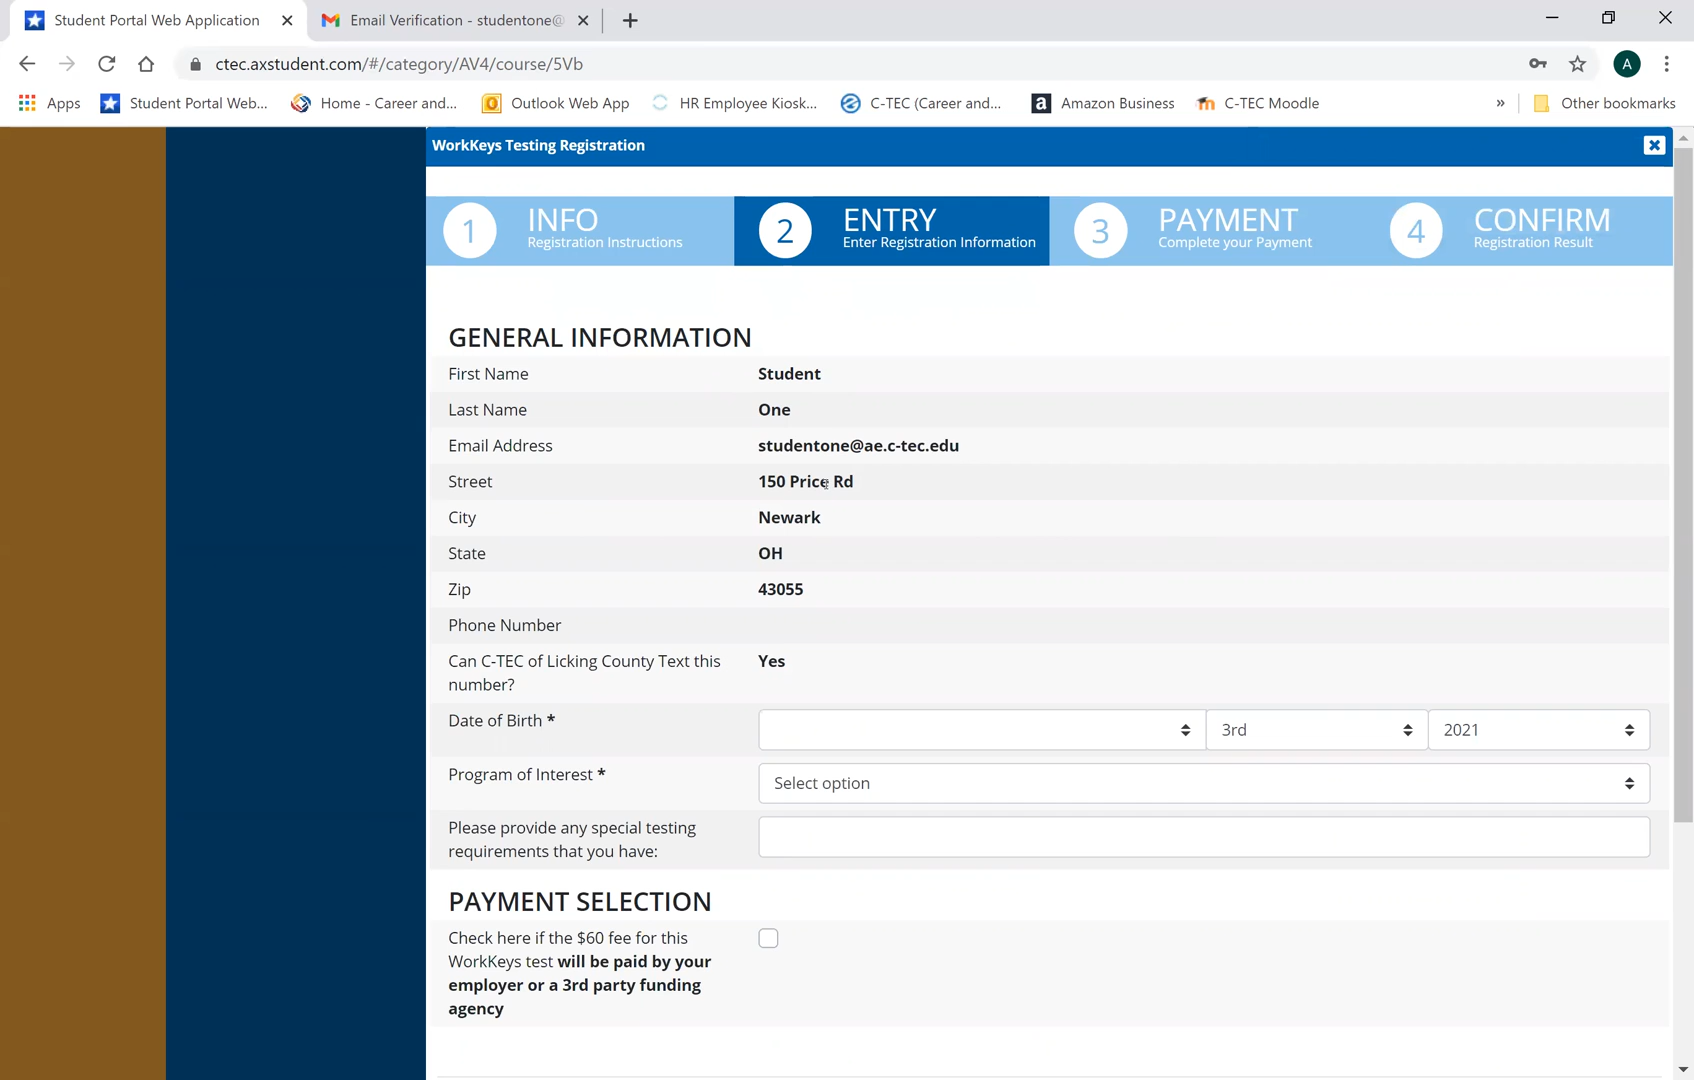 Student Portal Web Application
Email Verification - studentone@
ctec.axstudent.com/#/category/AV4/course/5Vb
A
Apps
Student Portal Web...
Home - Career and...
Outlook Web App
HR Employee Kiosk...
C-TEC (Career and...
a
Amazon Business
C-TEC Moodle
»
Other bookmarks
WorkKeys Testing Registration
1
INFO
Registration Instructions
2
ENTRY
Enter Registration Information
3
PAYMENT
Complete your Payment
4
CONFIRM
Registration Result
GENERAL INFORMATION
First Name Student
Last Name One
Email Address studentone@ae.c-tec.edu
Street 150 Price Rd
City Newark
State OH
Zip 43055
Phone Number
Can C-TEC of Licking County Text this Yes
number?
Date of Birth * 3rd 2021
Program of Interest * Select option
Please provide any special testing
requirements that you have:
PAYMENT SELECTION
Check here if the $60 fee for this
WorkKeys test will be paid by your
employer or a 3rd party funding
agency